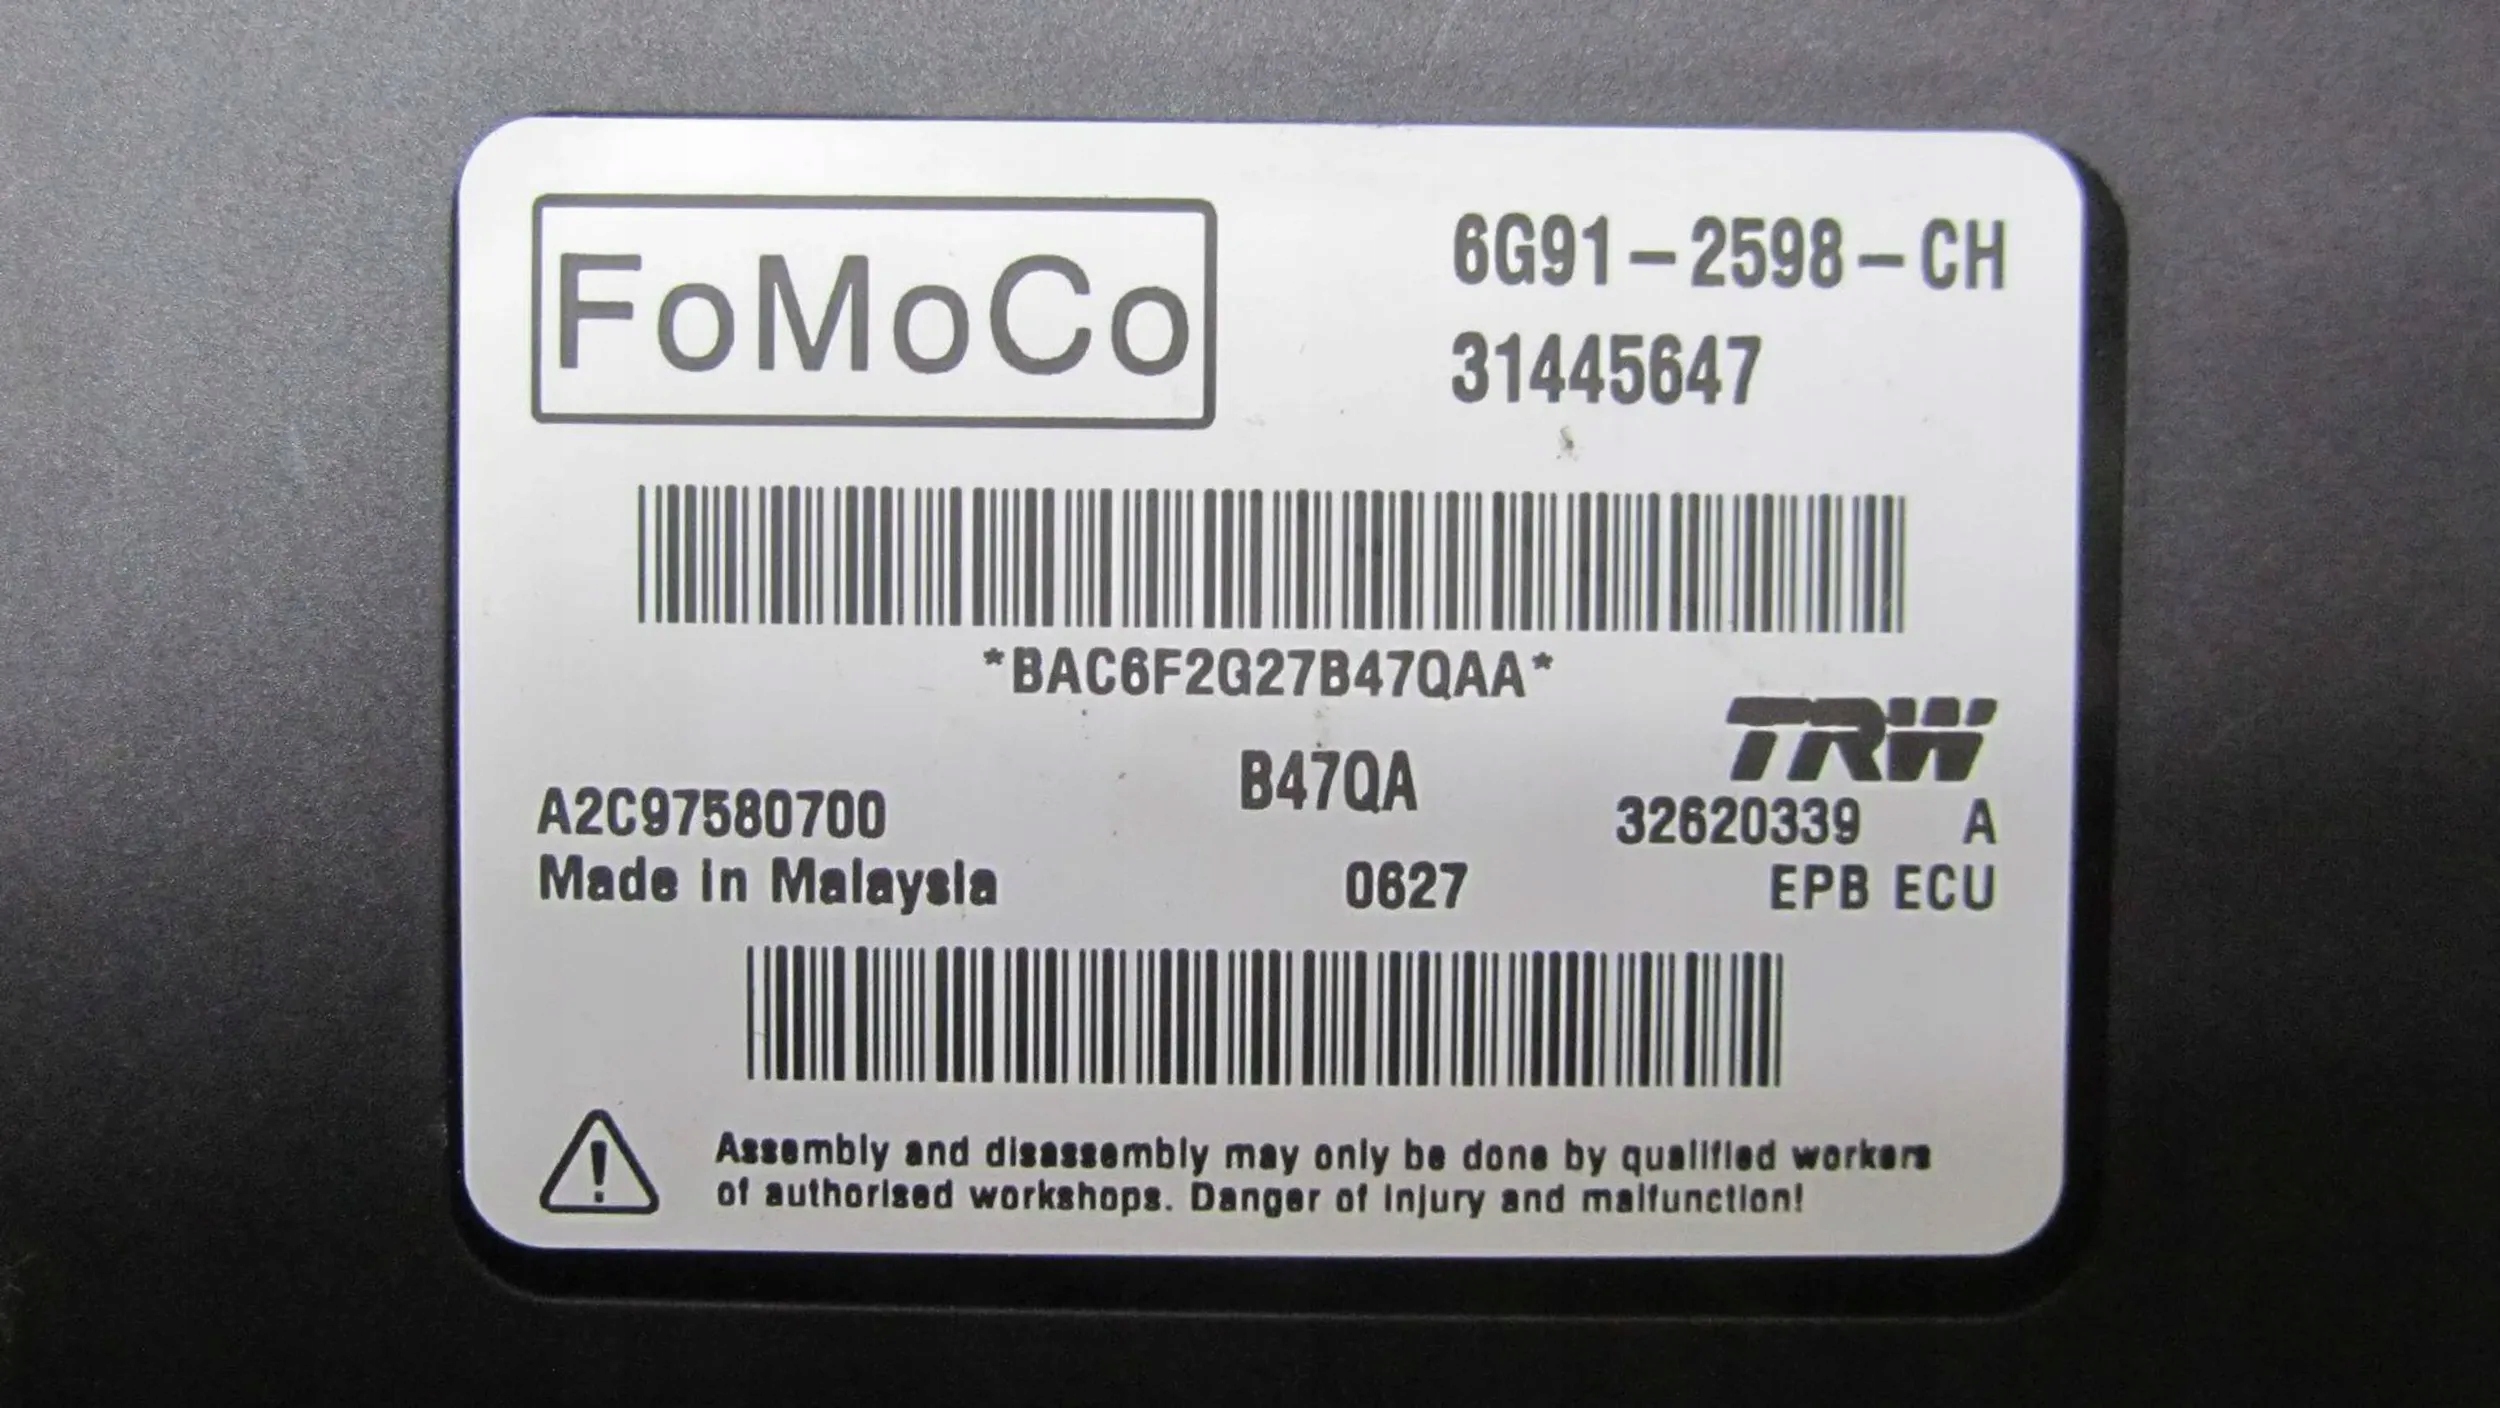 FoMoCo
6G91-2598-CH
31445647
*BAC6F2G27B47QAA*
TRW
B47QA
A2C97580700
32620339 A
Made in Malaysia
0627
EPB ECU
Assembly and disassembly may only be done by qualified workers
of authorised workshops. Danger of injury and malfunction!